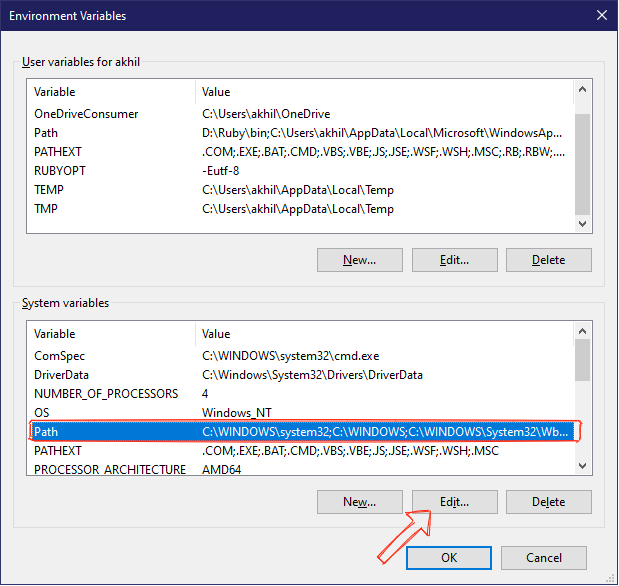 Environment Variables
User variables for akhil
Variable Value
OneDriveConsumer C:\Users\akhil\OneDrive
Path D:\Ruby\bin;C:\Users\akhil\AppData\Local\Microsoft\WindowsAp...
PATHEXT .COM;.EXE;.BAT;.CMD;.VBS;.VBE;.JS;.JSE;.WSF;.WSH;.MSC;.RB;.RBW;....
RUBYOPT -Eutf-8
TEMP C:\Users\akhil\AppData\Local\Temp
TMP C:\Users\akhil\AppData\Local\Temp
New... Edit... Delete
System variables
Variable Value
ComSpec C:\WINDOWS\system32\cmd.exe
DriverData C:\Windows\System32\Drivers\DriverData
NUMBER_OF_PROCESSORS 4
OS Windows_NT
Path C:\WINDOWS\system32;C:\WINDOWS;C:\WINDOWS\System32\Wb...
PATHEXT .COM;.EXE;.BAT;.CMD;.VBS;.VBE;.JS;.JSE;.WSF;.WSH;.MSC
PROCESSOR_ARCHITECTURE AMD64
New... Edit... Delete
OK Cancel